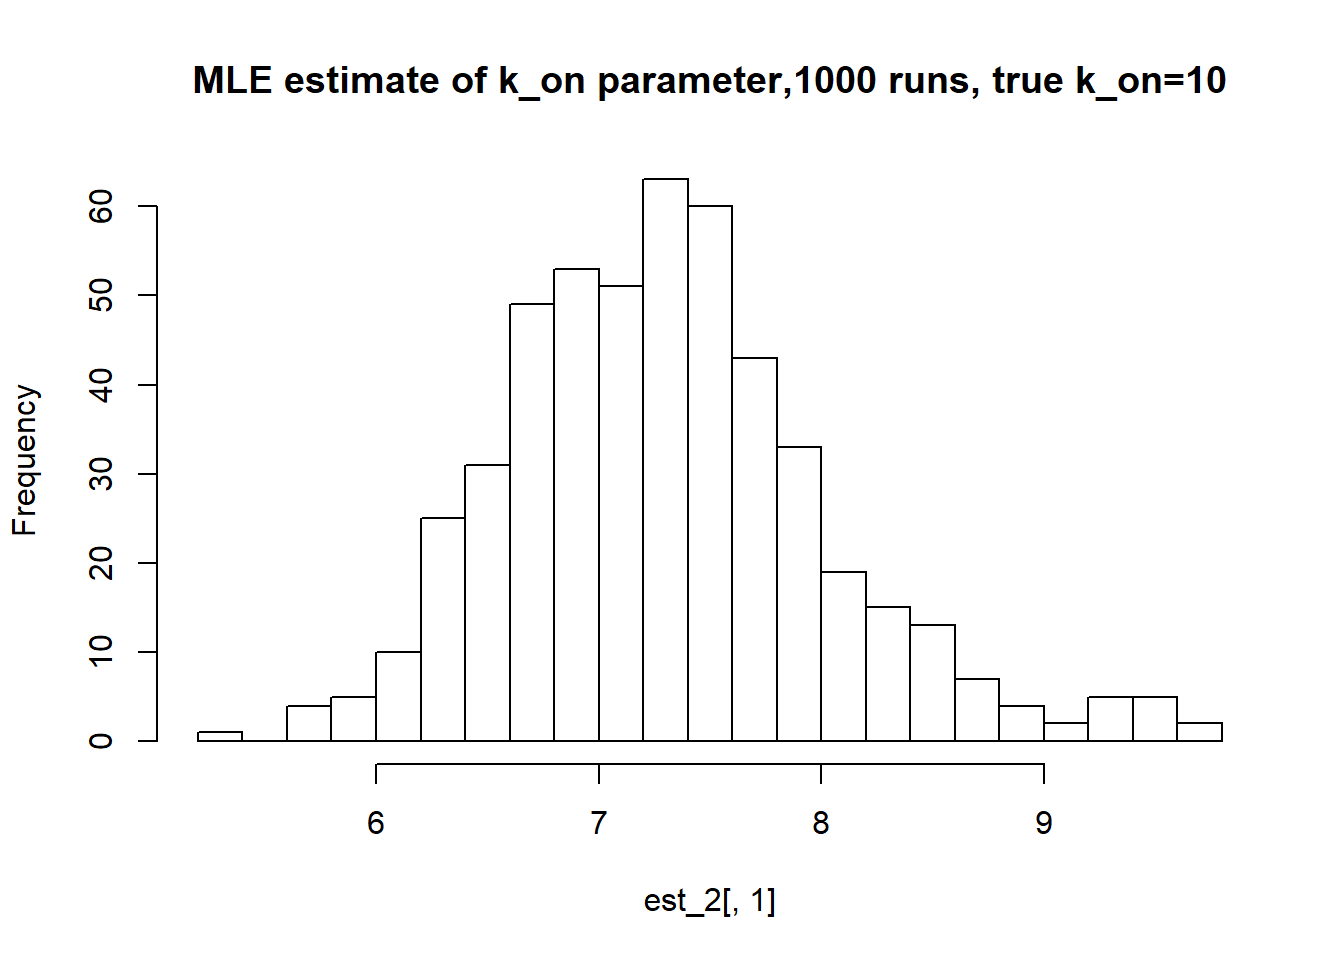 MLE estimate of k_on parameter,1000 runs, true k_on=10
Frequency
60
50
40
30
20
10
0
6 7 8 9
est_2[, 1]